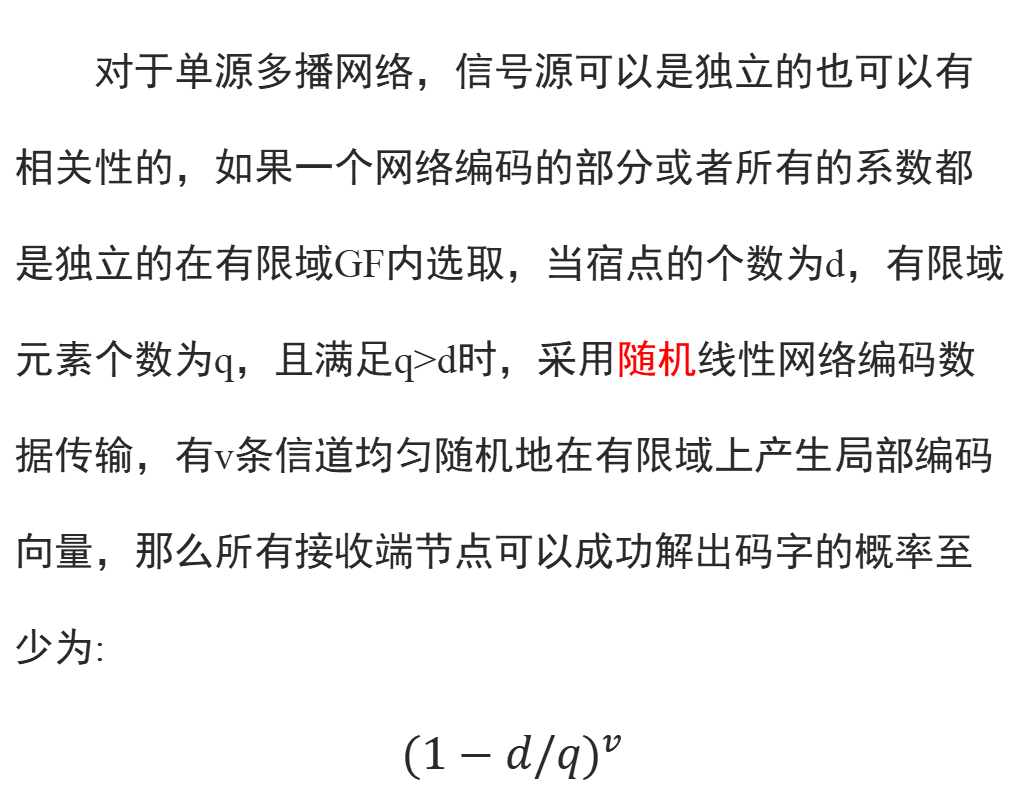 对于单源多播网络，信号源可以是独立的也可以有
相关性的，如果一个网络编码的部分或者所有的系数都
是独立的在有限域GF内选取，当宿点的个数为d，有限域
元素个数为q，且满足q>d时，采用随机线性网络编码数
据传输，有v条信道均匀随机地在有限域上产生局部编码
向量，那么所有接收端节点可以成功解出码字的概率至
少为:
(1 − d/q)^v